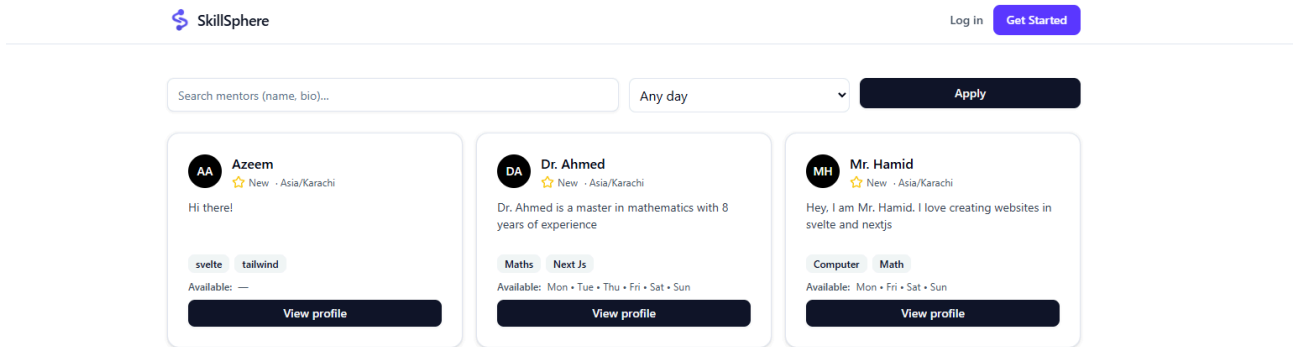 SkillSphere
Log in
Get Started
Search mentors (name, bio)...
Any day
Apply
AA
Azeem
New · Asia/Karachi
Hi there!
svelte tailwind
Available: —
View profile
DA
Dr. Ahmed
New · Asia/Karachi
Dr. Ahmed is a master in mathematics with 8
years of experience
Maths Next Js
Available: Mon • Tue • Thu • Fri • Sat • Sun
View profile
MH
Mr. Hamid
New · Asia/Karachi
Hey, I am Mr. Hamid. I love creating websites in
svelte and nextjs
Computer Math
Available: Mon • Fri • Sat • Sun
View profile